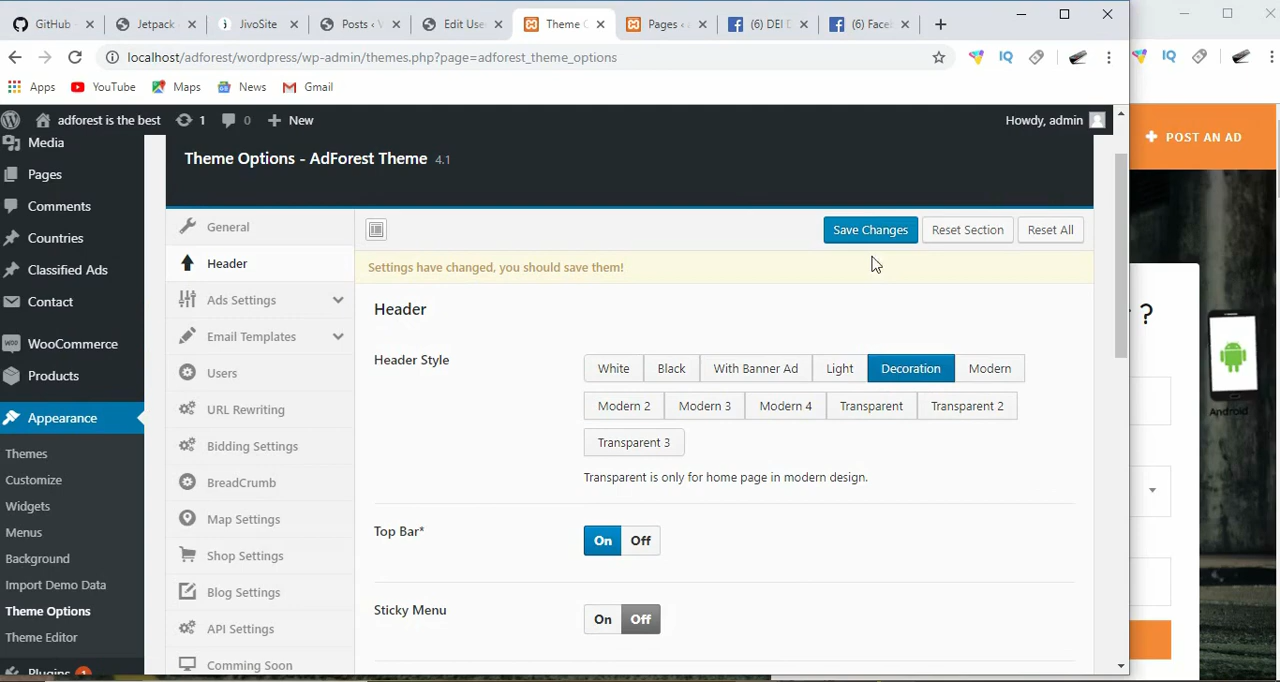 GitHub
Jetpack
JivoSite
Posts ‹
Edit Use
Theme
Pages ‹
(6) DEI
(6) Face
localhost/adforest/wordpress/wp-admin/themes.php?page=adforest_theme_options
IQ
IQ
Apps
YouTube
Maps
News
Gmail
adforest is the best
1
0
New
Howdy, admin
POST AN AD
Media
Pages
Comments
Countries
Classified Ads
Contact
WooCommerce
Products
Appearance
Themes
Customize
Widgets
Menus
Background
Import Demo Data
Theme Options
Theme Editor
Plugins 1
Theme Options - AdForest Theme 4.1
General
Header
Ads Settings
Email Templates
Users
URL Rewriting
Bidding Settings
BreadCrumb
Map Settings
Shop Settings
Blog Settings
API Settings
Comming Soon
Save Changes
Reset Section
Reset All
Settings have changed, you should save them!
Header
Header Style
White
Black
With Banner Ad
Light
Decoration
Modern
Modern 2
Modern 3
Modern 4
Transparent
Transparent 2
Transparent 3
Transparent is only for home page in modern design.
Top Bar*
On
Off
Sticky Menu
On
Off
?
Android